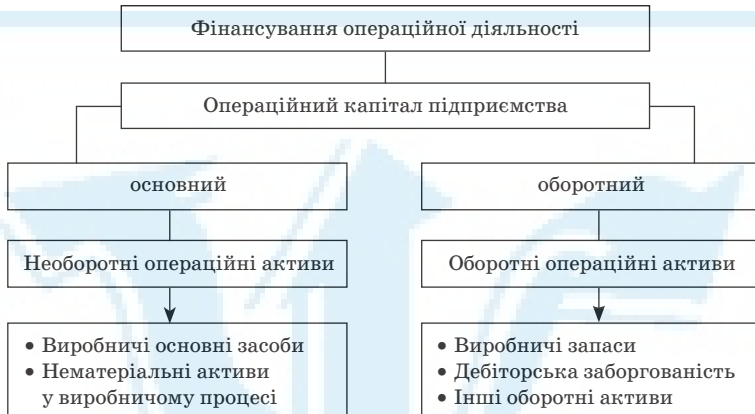 Фінансування операційної діяльності
Операційний капітал підприємства
основний
оборотний
Необоротні операційні активи
Оборотні операційні активи
• Виробничі основні засоби
• Нематеріальні активи
у виробничому процесі
• Виробничі запаси
• Дебіторська заборгованість
• Інші оборотні активи